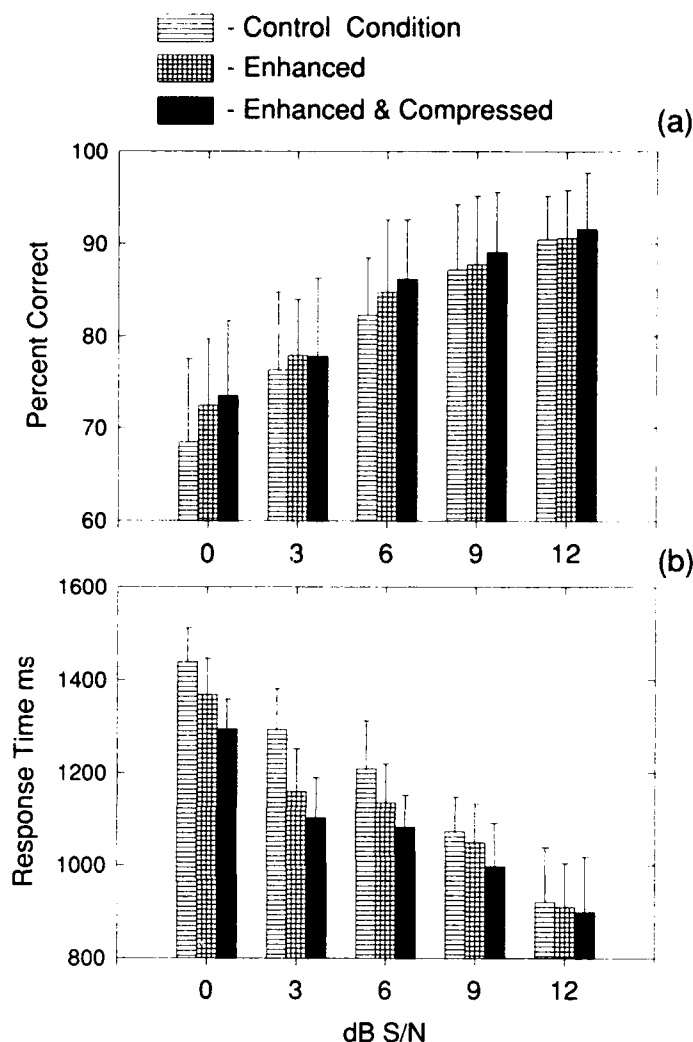 - Control Condition
- Enhanced
- Enhanced & Compressed
(a)
100
90
80
70
60
Percent Correct
0 3 6 9 12
(b)
1600
1400
1200
1000
800
Response Time ms
0 3 6 9 12
dB S/N